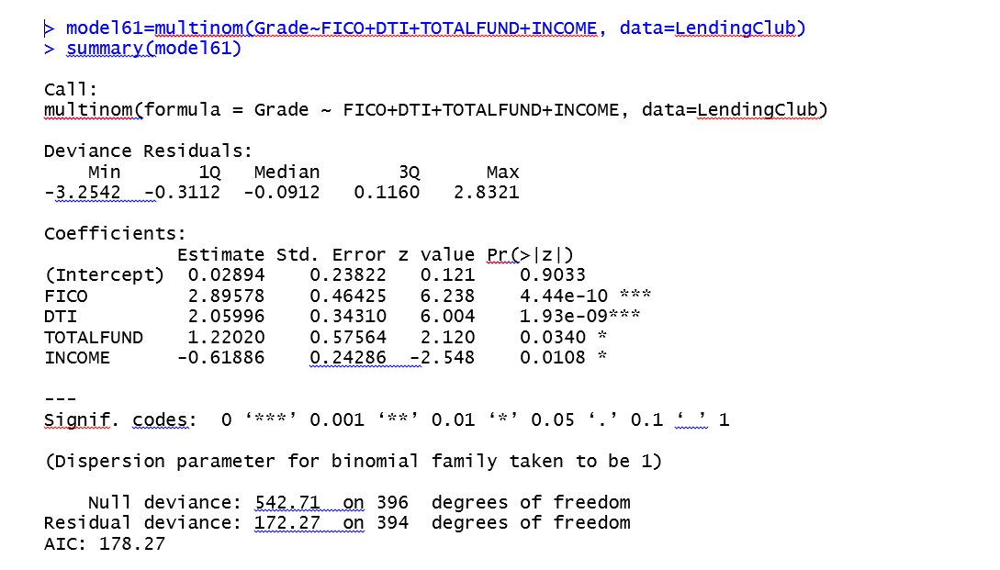 > model61=multinom(Grade~FICO+DTI+TOTALFUND+INCOME, data=LendingClub)
> summary(model61)
Call:
multinom(formula = Grade ~ FICO+DTI+TOTALFUND+INCOME, data=LendingClub)
Deviance Residuals:
Min 1Q Median 3Q Max
-3.2542 -0.3112 -0.0912 0.1160 2.8321
Coefficients:
Estimate Std. Error z value Pr(>|z|)
(Intercept) 0.02894 0.23822 0.121 0.9033
FICO 2.89578 0.46425 6.238 4.44e-10 ***
DTI 2.05996 0.34310 6.004 1.93e-09***
TOTALFUND 1.22020 0.57564 2.120 0.0340 *
INCOME -0.61886 0.24286 -2.548 0.0108 *
---
Signif. codes: 0 ‘***’ 0.001 ‘**’ 0.01 ‘*’ 0.05 ‘.’ 0.1 ‘ ’ 1
(Dispersion parameter for binomial family taken to be 1)
Null deviance: 542.71 on 396 degrees of freedom
Residual deviance: 172.27 on 394 degrees of freedom
AIC: 178.27